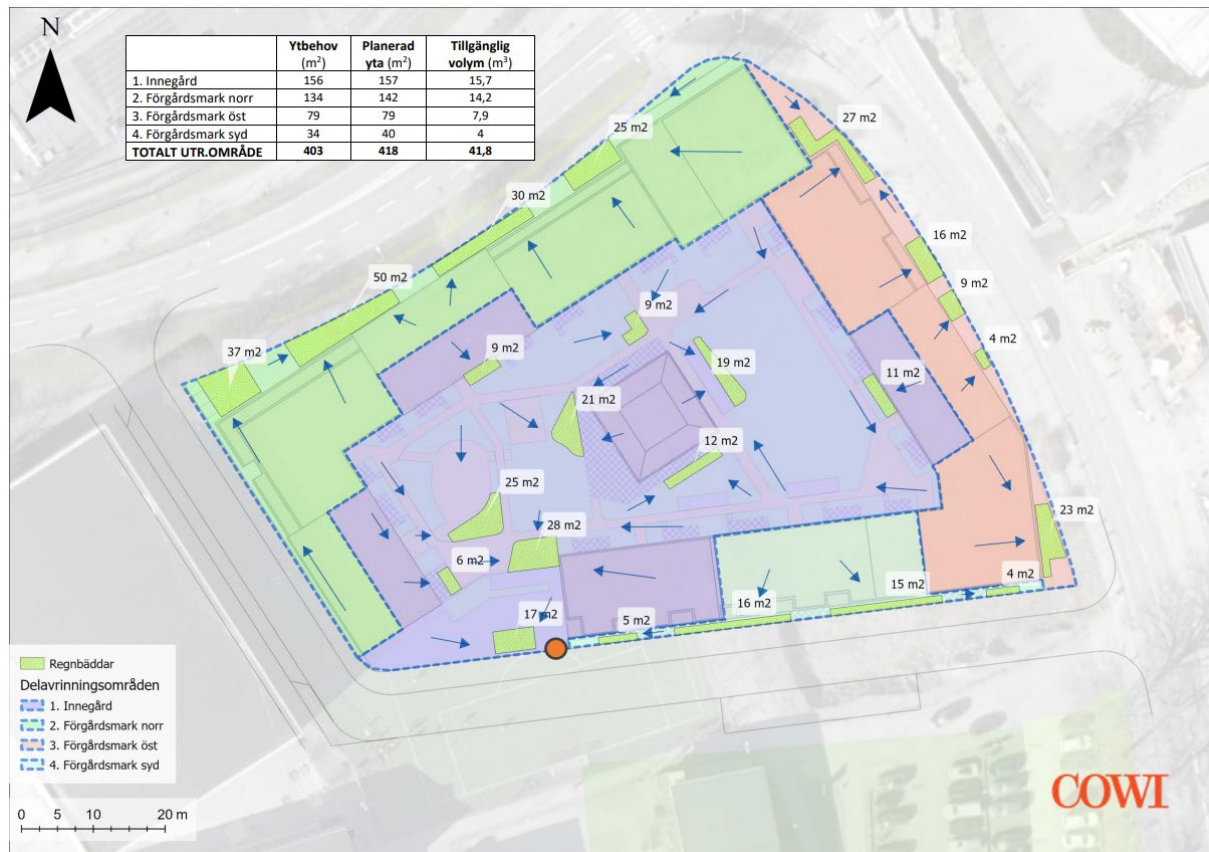 N
Ytbehov (m²) Planerad yta (m²) Tillgänglig volym (m³)
1. Innegård 156 157 15,7
2. Förgårdsmark norr 134 142 14,2
3. Förgårdsmark öst 79 79 7,9
4. Förgårdsmark syd 34 40 4
TOTALT UTR.OMRÅDE 403 418 41,8
27 m2
25 m2
30 m2
16 m2
50 m2
9 m2
9 m2
37 m2
9 m2
4 m2
19 m2
11 m2
21 m2
12 m2
25 m2
23 m2
28 m2
6 m2
4 m2
15 m2
16 m2
17 m2
5 m2
Regnbäddar
Delavrinningsområden
1. Innegård
2. Förgårdsmark norr
3. Förgårdsmark öst
4. Förgårdsmark syd
0 5 10 20 m
COWI